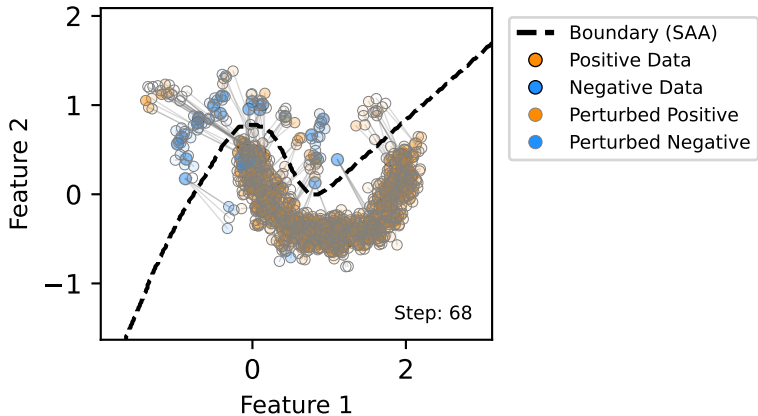 2
1
0
−1
Feature 2
0
2
Feature 1
Step: 68
Boundary (SAA)
Positive Data
Negative Data
Perturbed Positive
Perturbed Negative